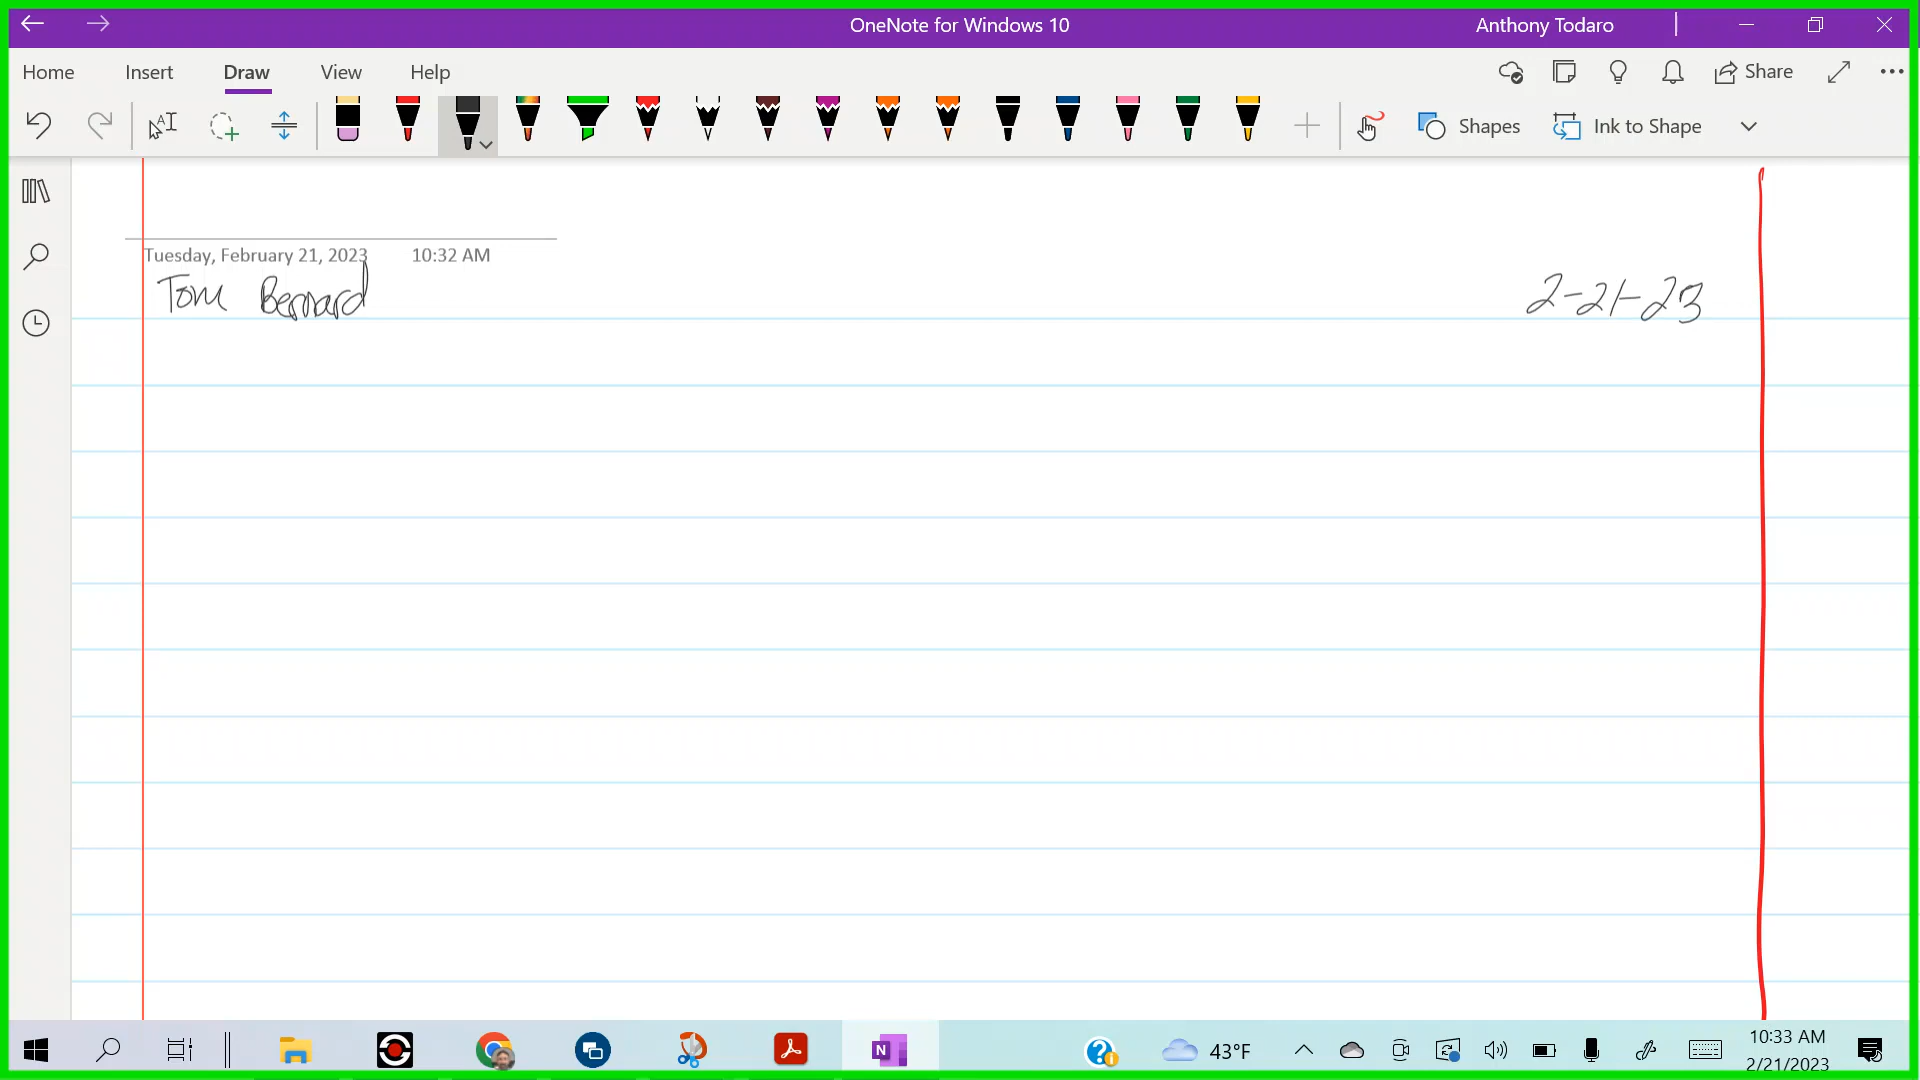 OneNote for Windows 10
Anthony Todaro
Home Insert Draw View Help
Share
Shapes
Ink to Shape
Tuesday, February 21, 2023 10:32 AM
Tom Bernard
2-21-23
43°F
10:33 AM
2/21/2023